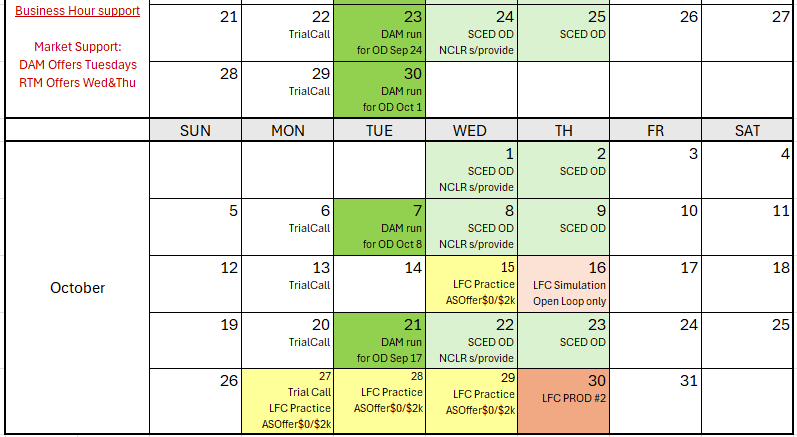 Business Hour support
Market Support:
DAM Offers Tuesdays
RTM Offers Wed&Thu
21
22
TrialCall
23
DAM run
for OD Sep 24
24
SCED OD
NCLR s/provide
25
SCED OD
26
27
28
29
TrialCall
30
DAM run
for OD Oct 1
SUN MON TUE WED TH FR SAT
October
1
SCED OD
NCLR s/provide
2
SCED OD
3
4
5
6
TrialCall
7
DAM run
for OD Oct 8
8
SCED OD
NCLR s/provide
9
SCED OD
10
11
12
13
TrialCall
14
15
LFC Practice
ASOffer$0/$2k
16
LFC Simulation
Open Loop only
17
18
19
20
TrialCall
21
DAM run
for OD Sep 17
22
SCED OD
NCLR s/provide
23
SCED OD
24
25
26
27
Trial Call
LFC Practice
ASOffer$0/$2k
28
LFC Practice
ASOffer$0/$2k
29
LFC Practice
ASOffer$0/$2k
30
LFC PROD #2
31